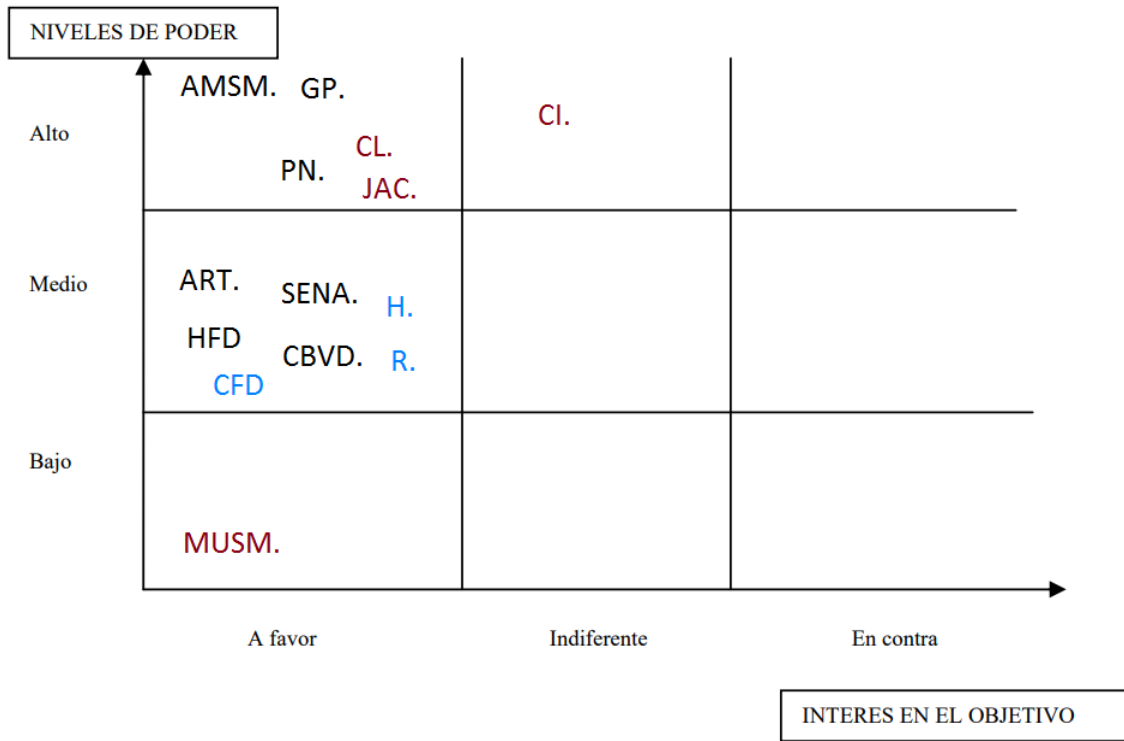 NIVELES DE PODER
AMSM. GP.
CI.
Alto
CL.
PN.
JAC.
Medio
ART.
SENA.
H.
HFD
CBVD.
R.
CFD
Bajo
MUSM.
A favor Indiferente En contra
INTERES EN EL OBJETIVO